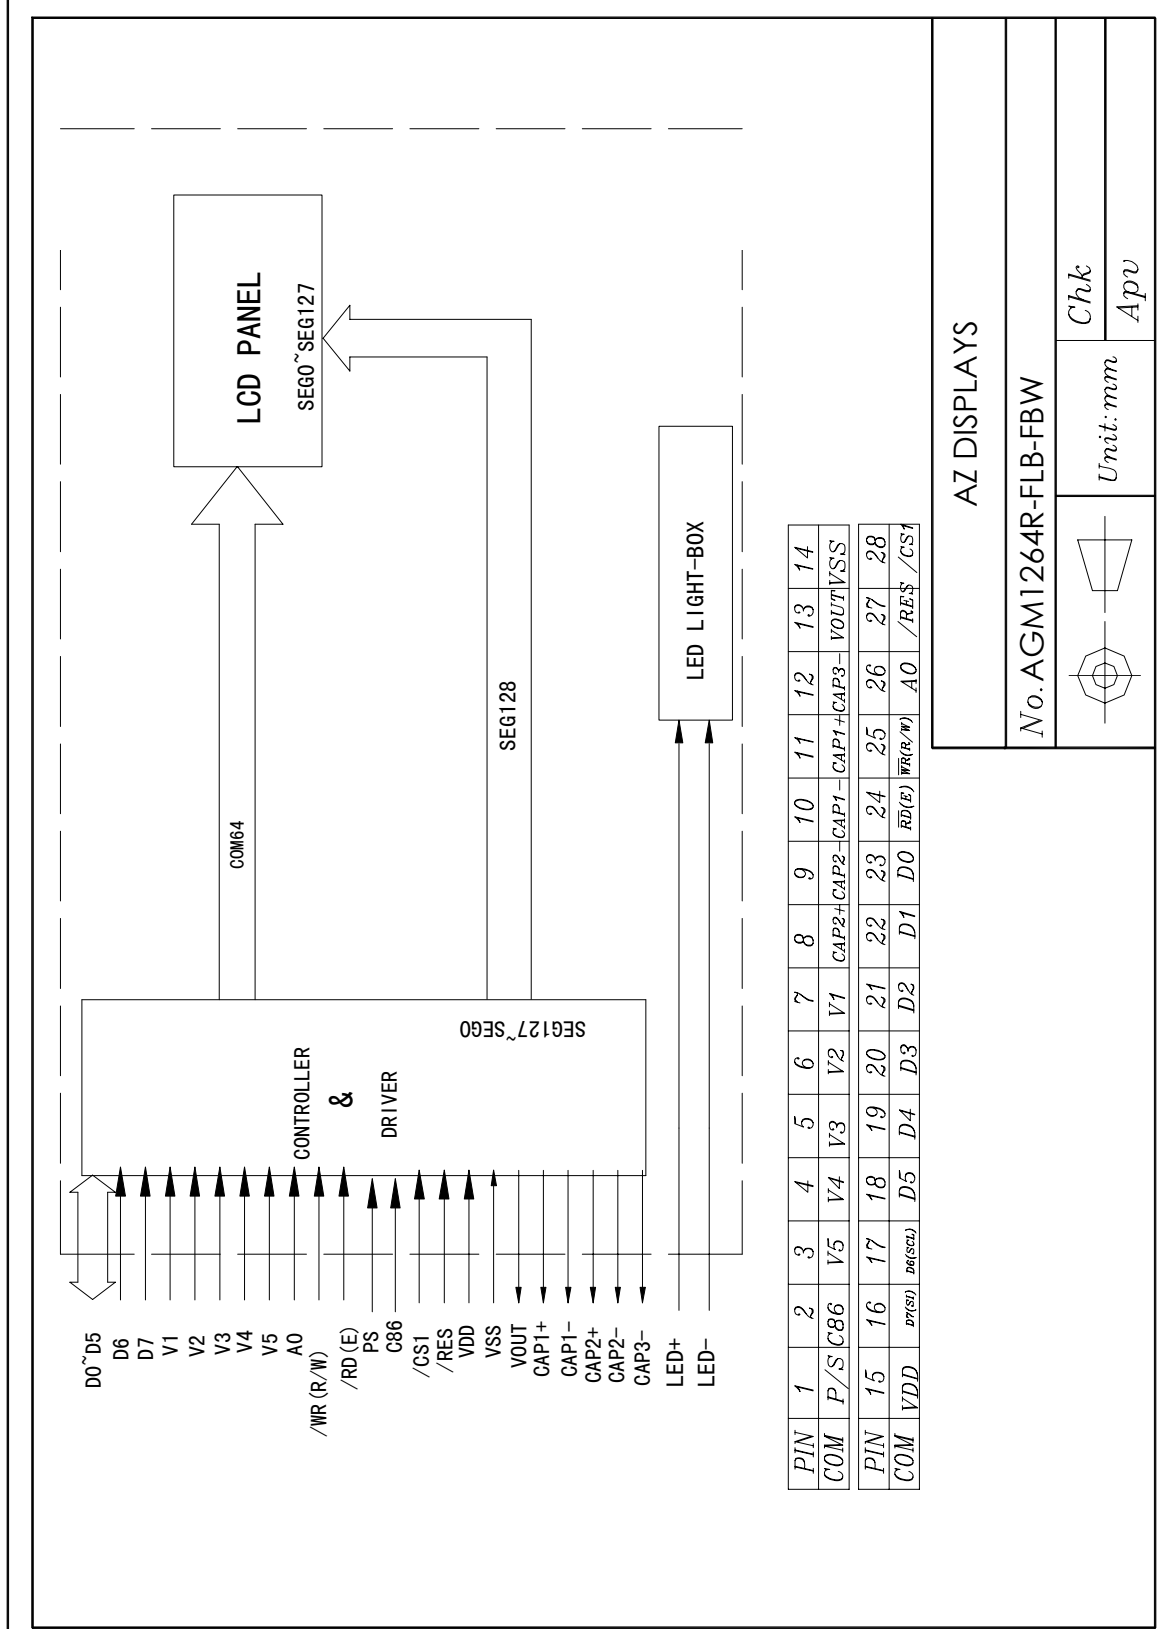 LCD PANEL
SEG0~SEG127
COM64
SEG128
SEG127~SEG0
CONTROLLER
&
DRIVER
LED LIGHT-BOX
D0~D5
D6
D7
V1
V2
V3
V4
V5
A0
/WR(R/W)
/RD(E)
PS
C86
/CS1
/RES
VDD
VSS
VOUT
CAP1+
CAP1-
CAP2+
CAP2-
CAP3-
LED+
LED-
PIN 1 2 3 4 5 6 7 8 9 10 11 12 13 14
COM P/S C86 V5 V4 V3 V2 V1 CAP2+ CAP2- CAP1- CAP1+ CAP3- VOUT VSS
PIN 15 16 17 18 19 20 21 22 23 24 25 26 27 28
COM VDD D7(SI) D6(SCL) D5 D4 D3 D2 D1 D0 RD(E) WR(R/W) A0 /RES /CS1
AZ DISPLAYS
No. AGM1264R-FLB-FBW
Unit:mm
Chk
Apv